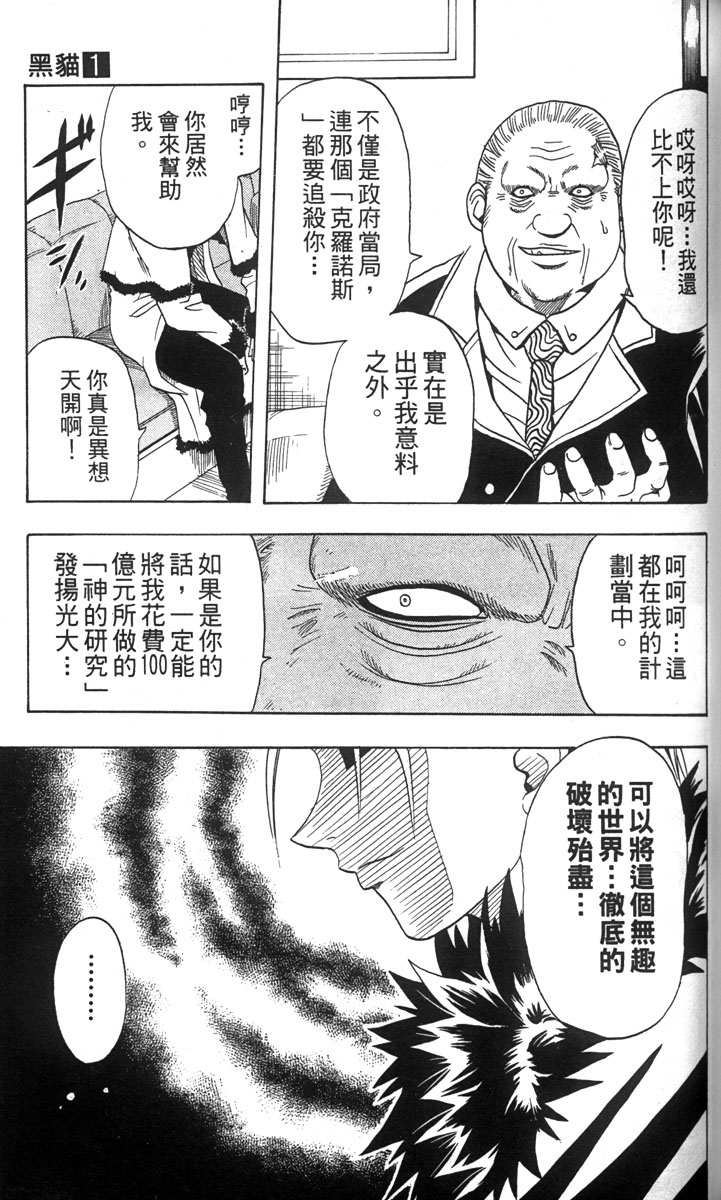 黑貓1
哎呀哎呀…我還
比不上你呢！
不僅是政府當局，
連那個「克羅諾斯
」都要追殺你…
實在是
出乎我意料
之外。
哼哼…
你居然
會來幫助
我。
你真是異想
天開啊！
呵呵呵…這
都在我的計
劃當中。
如果是你的
話，一定能
將我花費100
億元所做的
「神的研究」
發揚光大…
可以將這個無趣
的世界…徹底的
破壞殆盡…
………